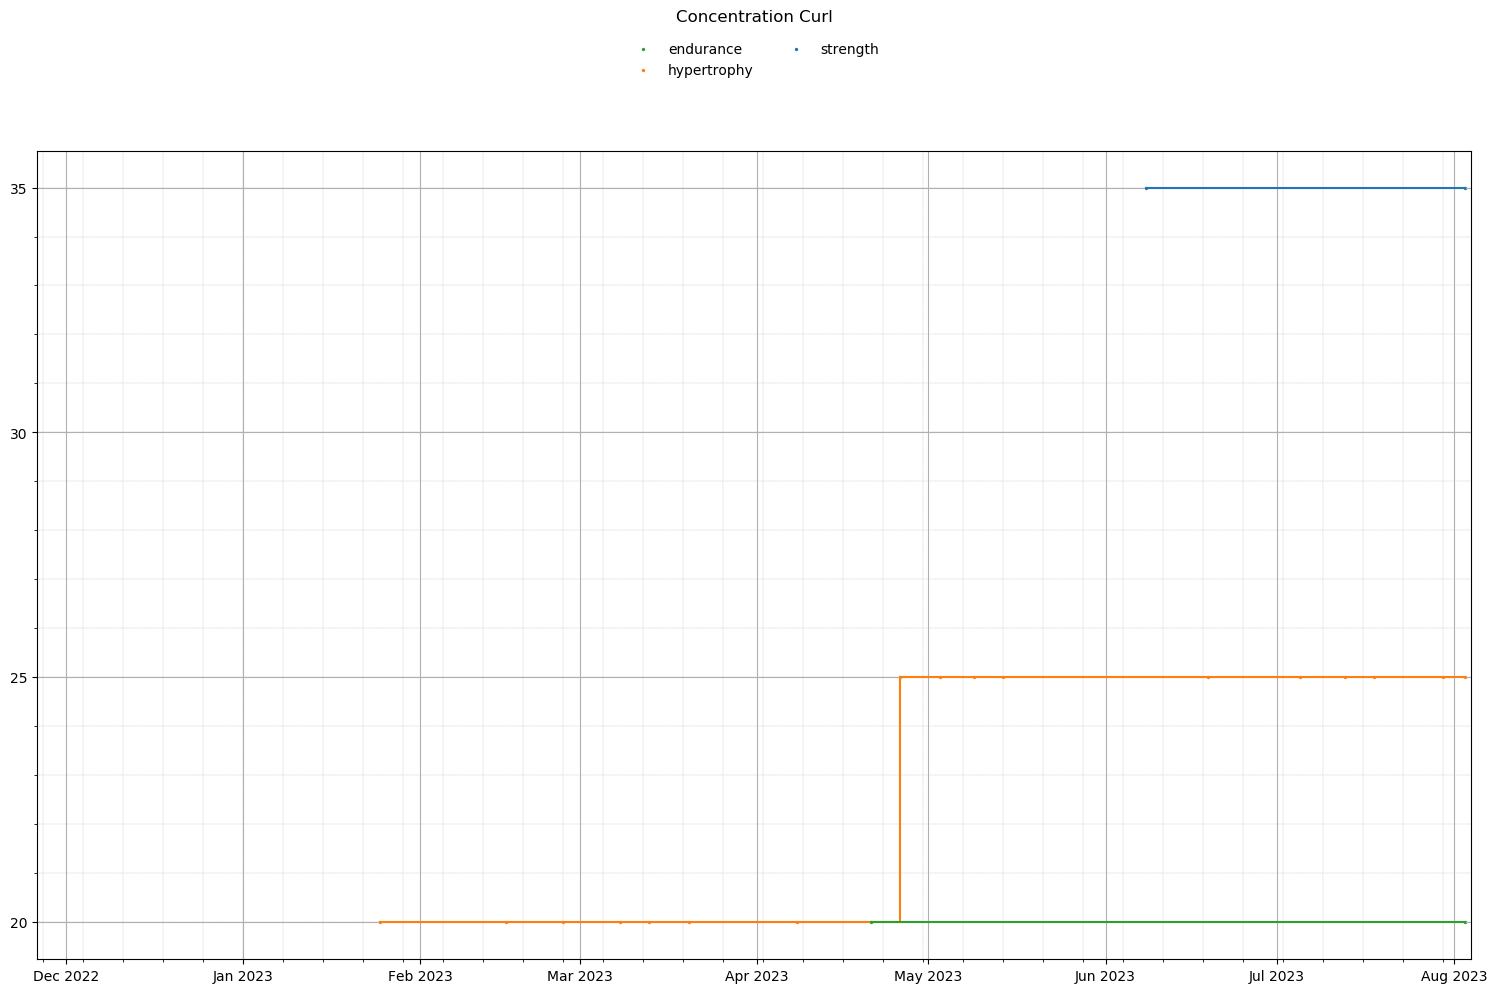 Concentration Curl
endurance strength
hypertrophy
35
30
25
20
Dec 2022 Jan 2023 Feb 2023 Mar 2023 Apr 2023 May 2023 Jun 2023 Jul 2023 Aug 2023